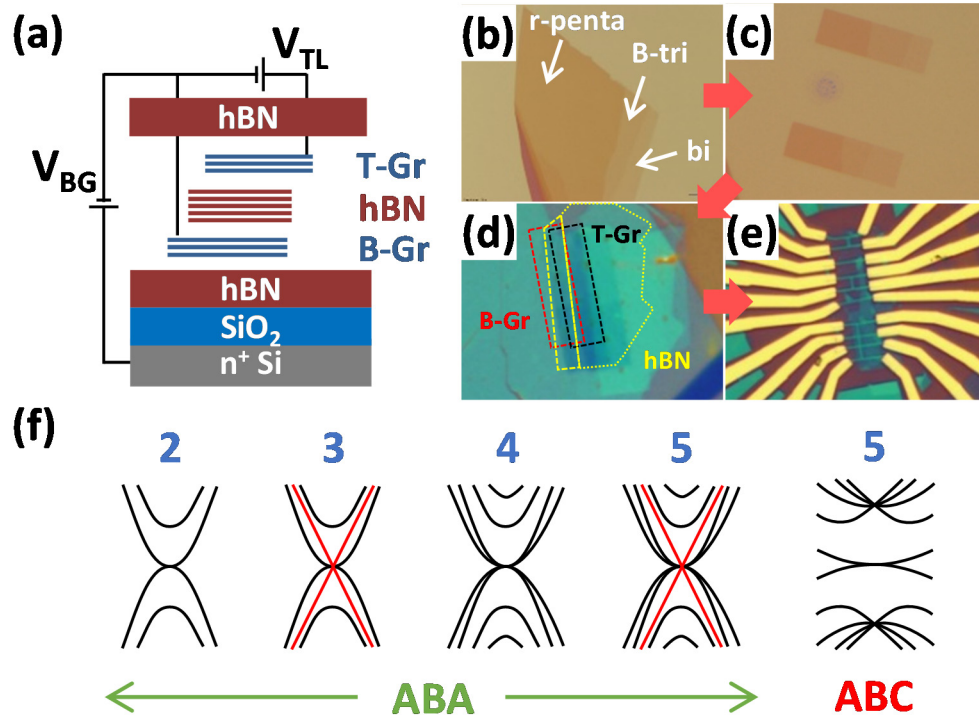 (a)
V_TL
hBN
V_BG
T-Gr
hBN
B-Gr
hBN
SiO₂
n⁺ Si
(b)
r-penta
B-tri
bi
(c)
(d)
T-Gr
B-Gr
hBN
(e)
(f)
2 3 4 5 5
ABA ABC